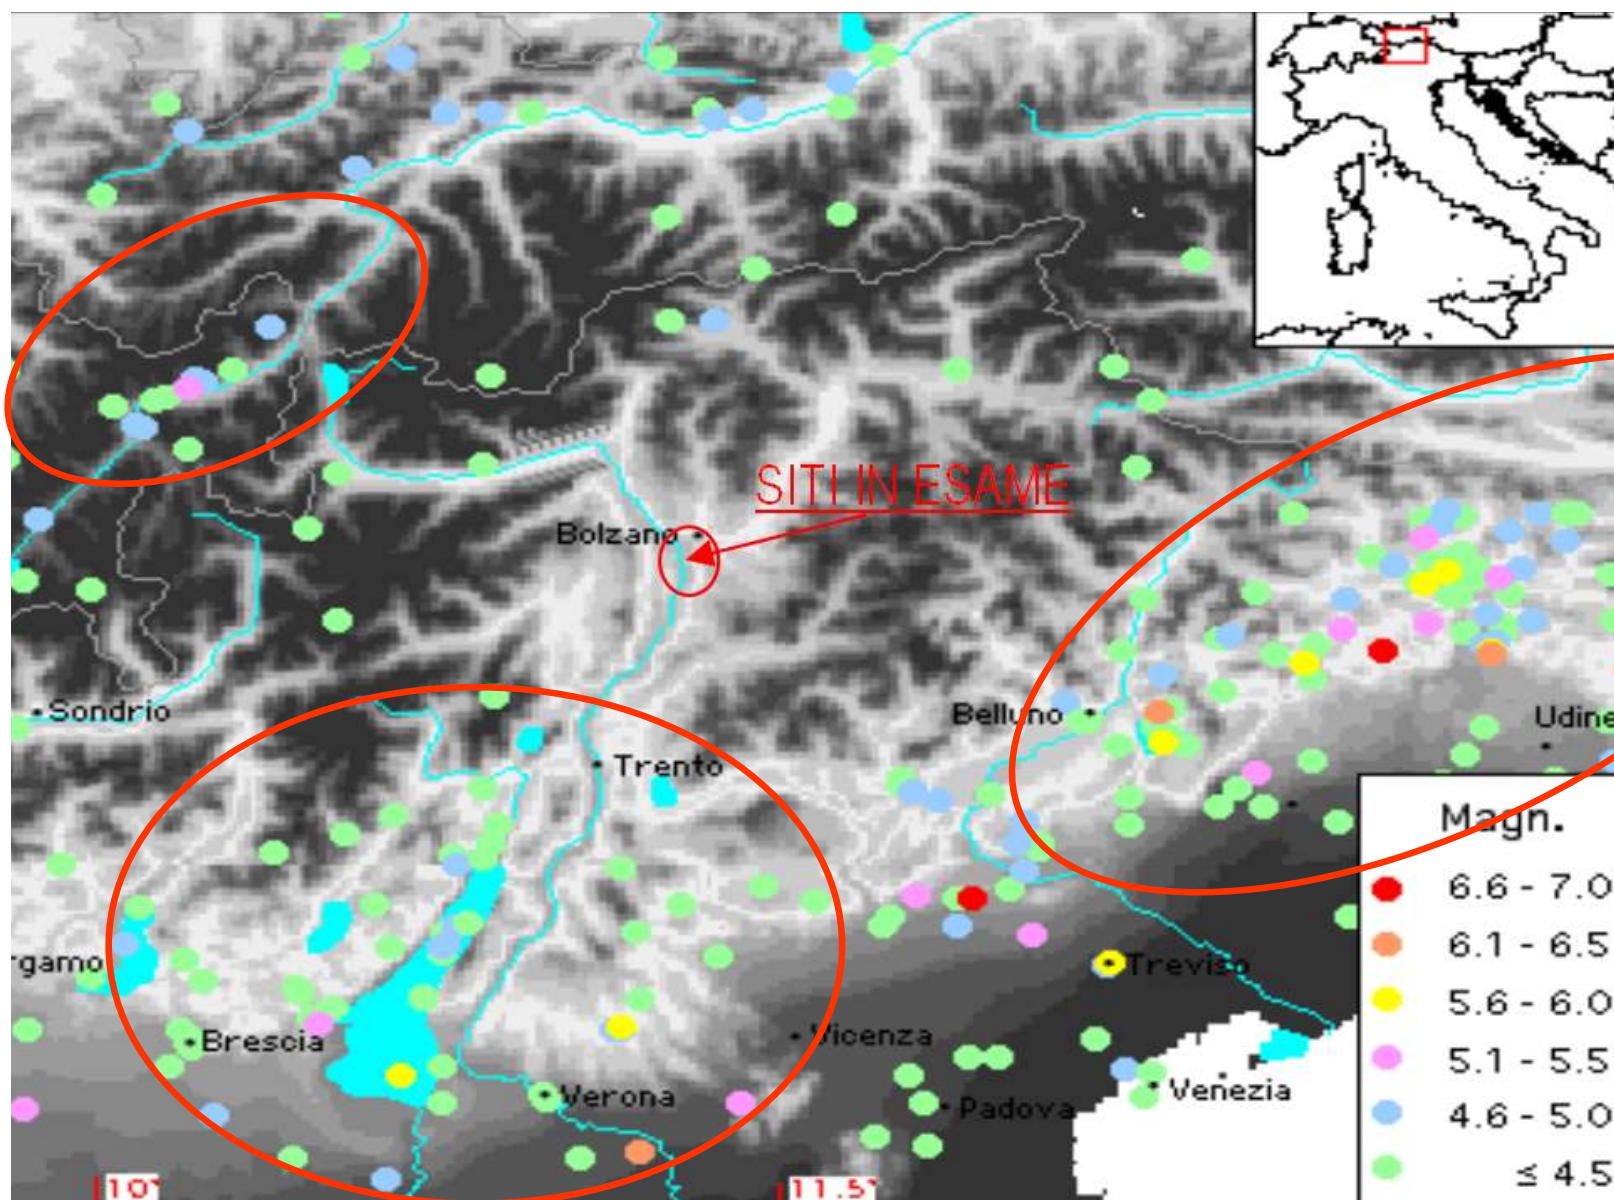 SITI IN ESAME
Bolzano
Sondrio
Belluno
Udine
Trento
Magn.
6.6 - 7.0
6.1 - 6.5
5.6 - 6.0
5.1 - 5.5
4.6 - 5.0
≤ 4.5
rgamo
Treviso
Brescia
Vicenza
Verona
Padova
Venezia
10°
11.5°